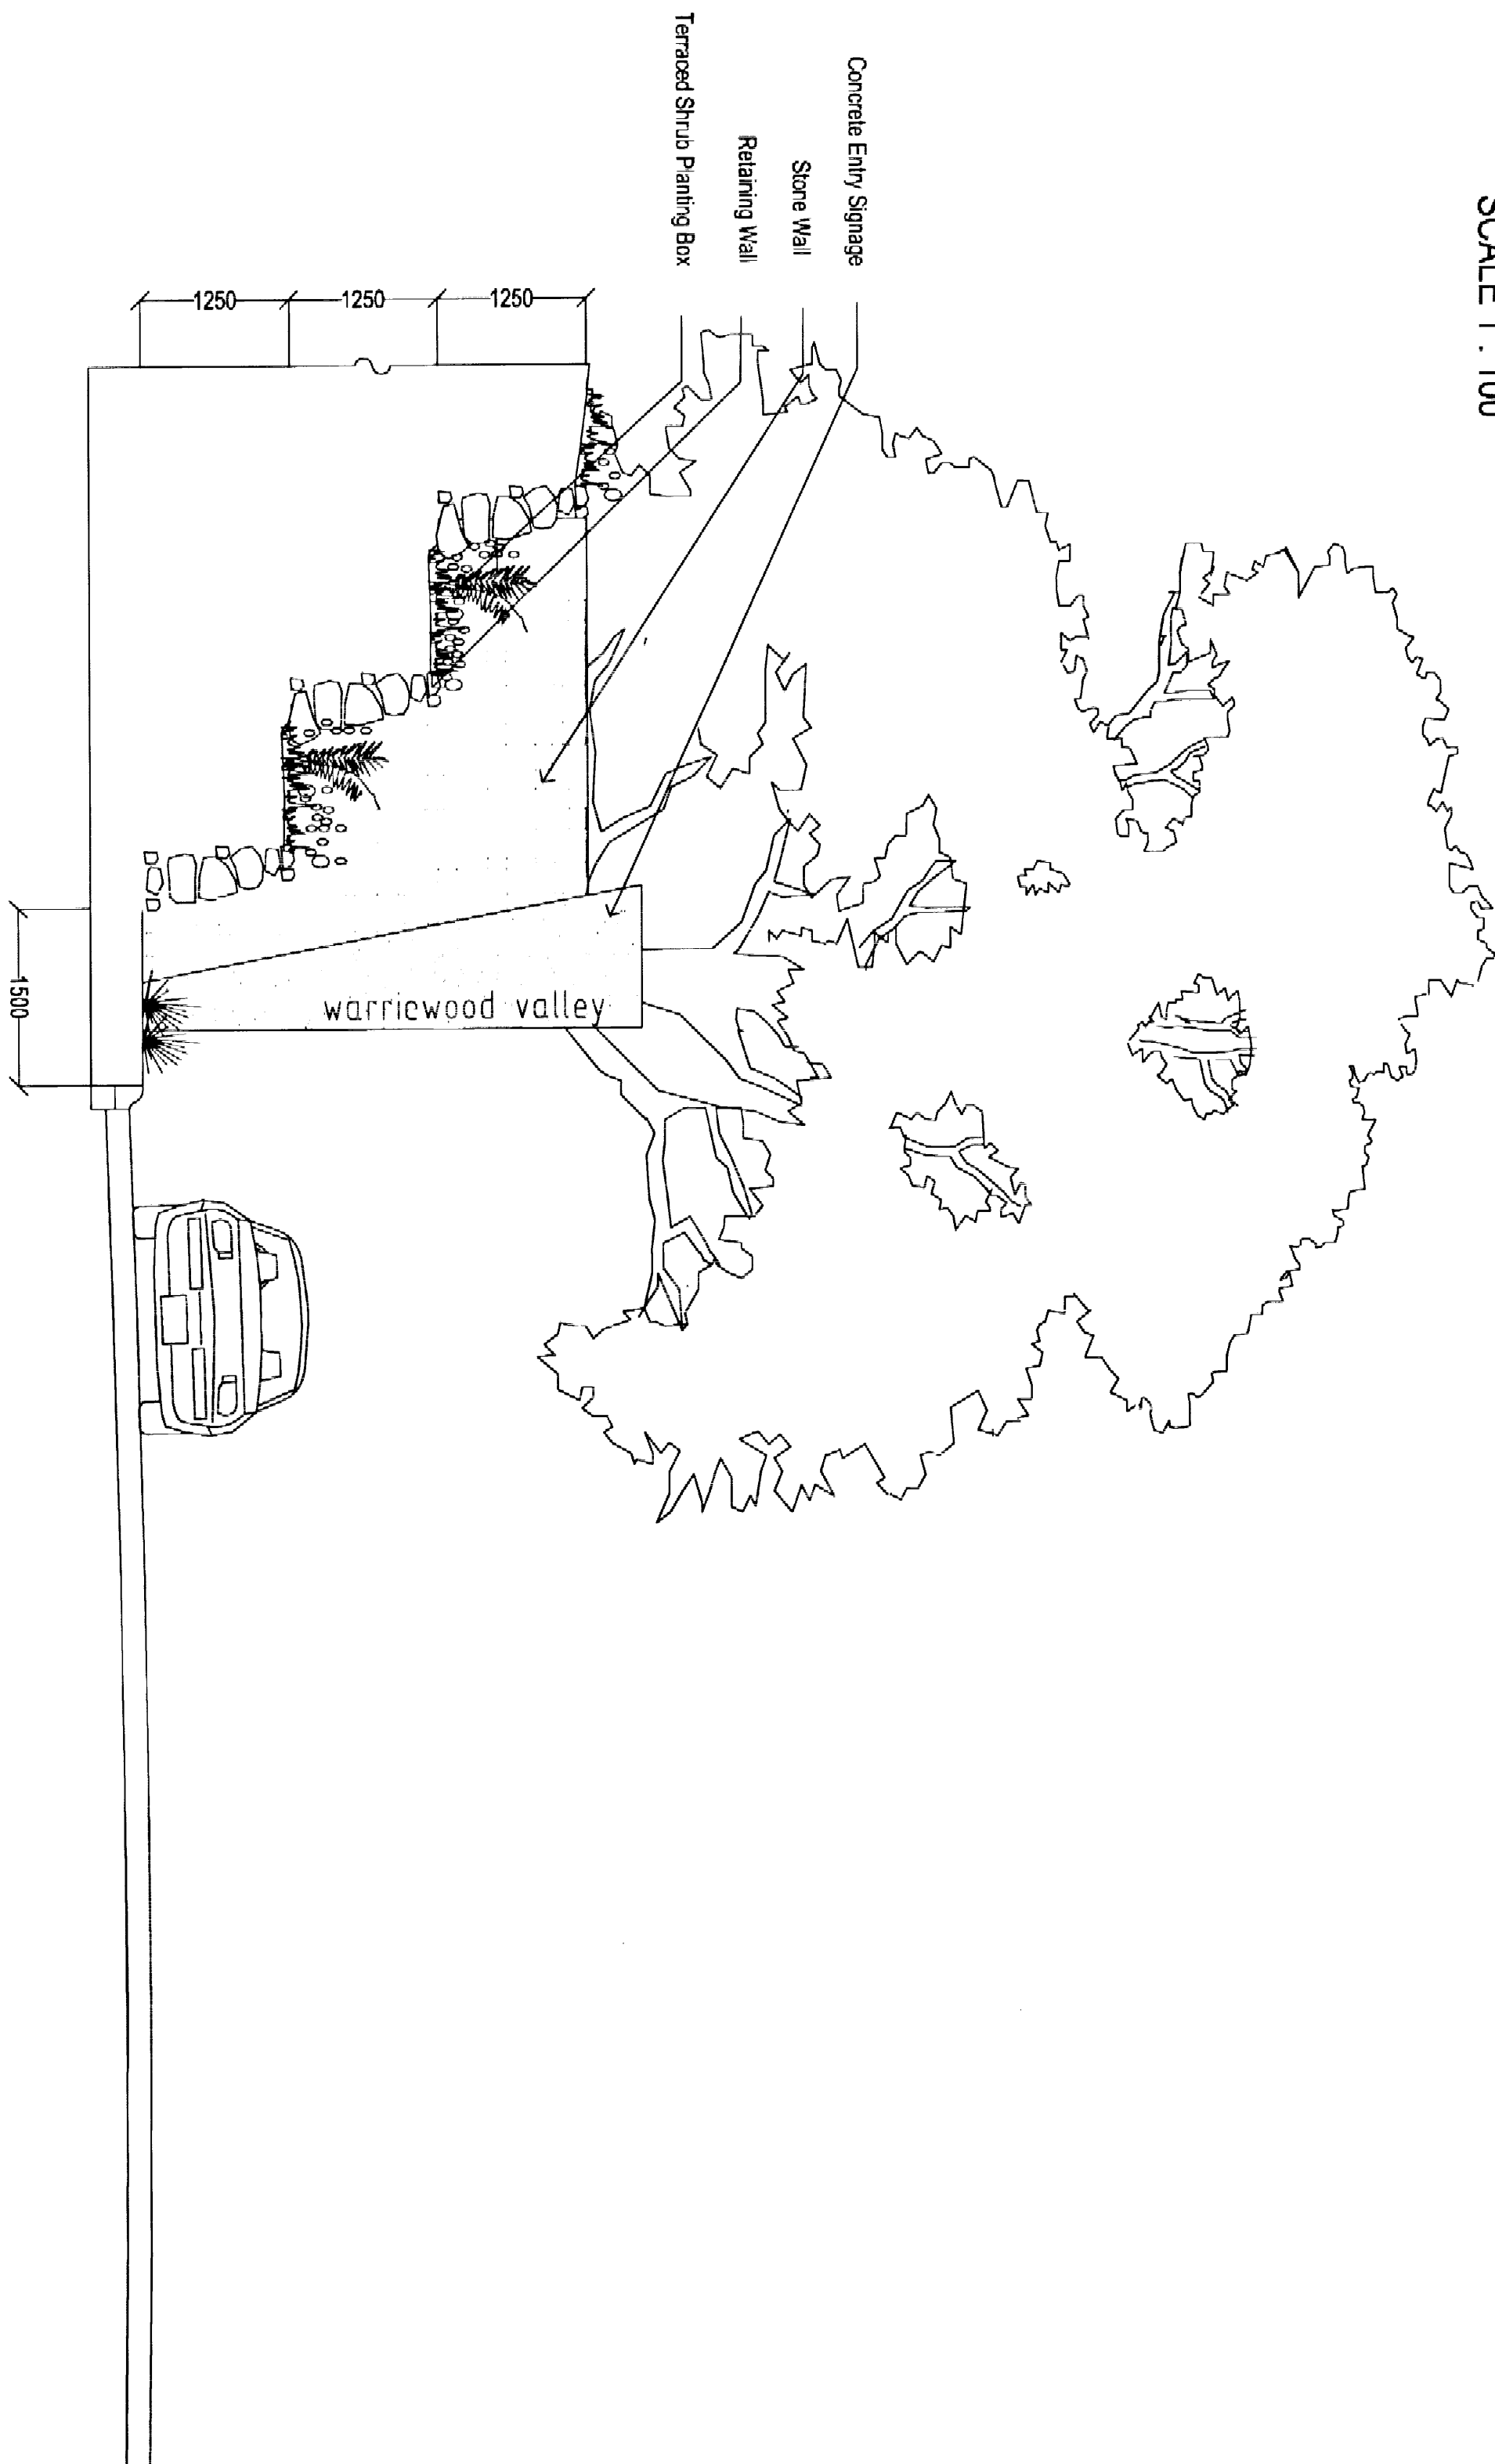 SCALE 1 : 100
Concrete Entry Signage
Stone Wall
Retaining Wall
Terraced Shrub Planting Box
1250
1250
1250
warriewood valley
1500